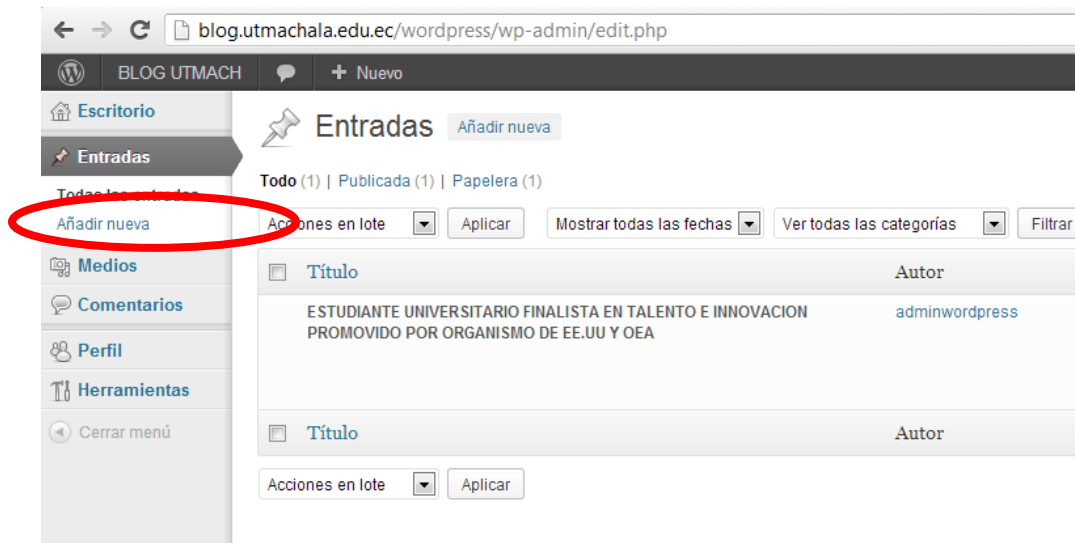 blog.utmachala.edu.ec/wordpress/wp-admin/edit.php
BLOG UTMACH + Nuevo
Escritorio
Entradas
Todas las entradas
Añadir nueva
Medios
Comentarios
Perfil
Herramientas
Cerrar menú
Entradas Añadir nueva
Todo (1) | Publicada (1) | Papelera (1)
Acciones en lote Aplicar Mostrar todas las fechas Ver todas las categorías Filtrar
Título Autor
ESTUDIANTE UNIVERSITARIO FINALISTA EN TALENTO E INNOVACION adminwordpress
PROMOVIDO POR ORGANISMO DE EE.UU Y OEA
Título Autor
Acciones en lote Aplicar